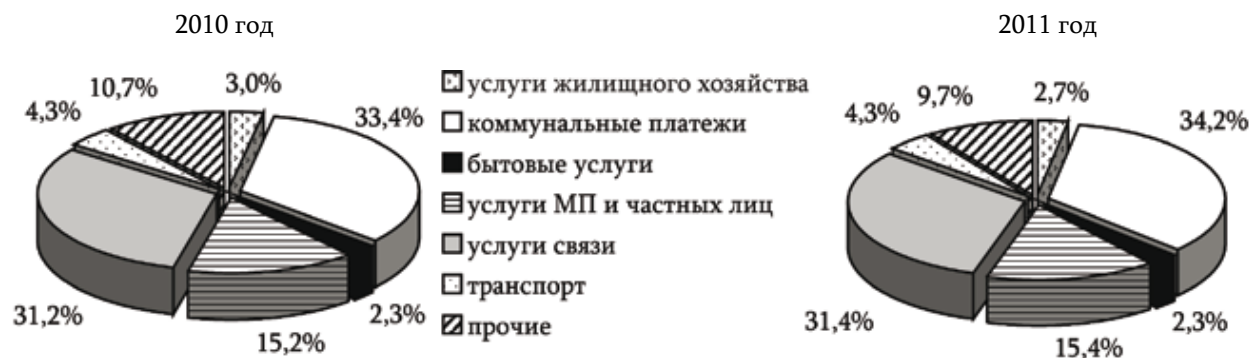 2010 год
2011 год
3,0%
10,7%
4,3%
33,4%
31,2%
15,2%
2,3%
услуги жилищного хозяйства
коммунальные платежи
бытовые услуги
услуги МП и частных лиц
услуги связи
транспорт
прочие
2,7%
9,7%
4,3%
34,2%
31,4%
15,4%
2,3%